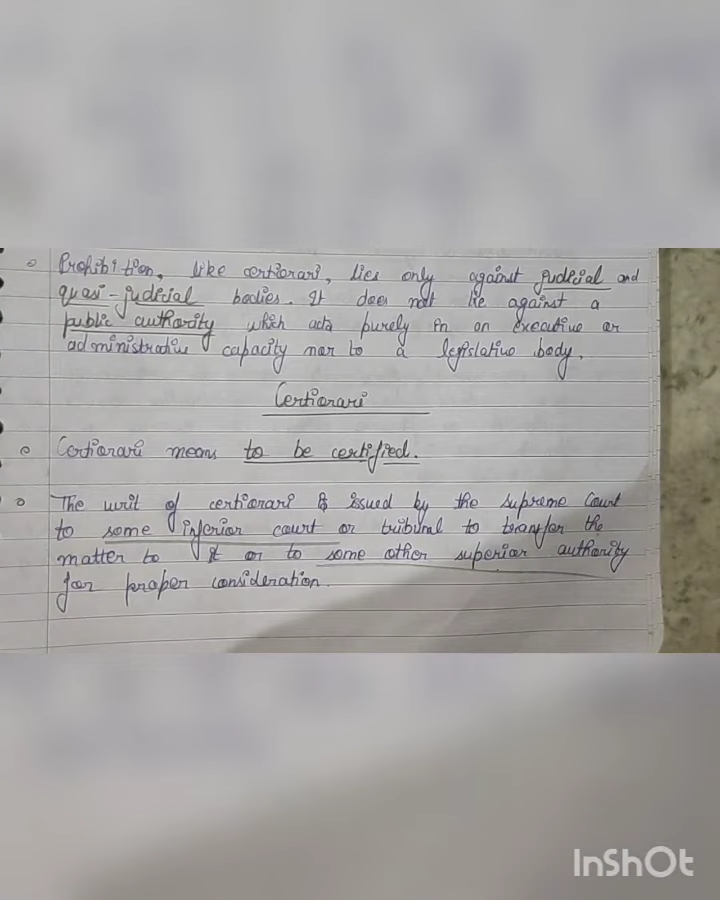 Prohibition, like certiorari, lies only against judicial and
quasi-judicial bodies. It does not lie against a
public authority which acts purely in an executive or
administrative capacity nor to a legislative body.
Certiorari
Certiorari means to be certified.
The writ of certiorari is issued by the supreme court
to some inferior court or tribunal to transfer the
matter to it or to some other superior authority
for proper consideration.
InShOt